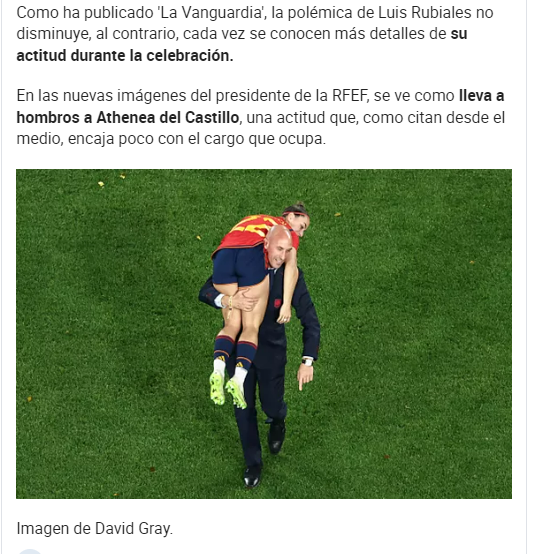 Como ha publicado 'La Vanguardia', la polémica de Luis Rubiales no
disminuye, al contrario, cada vez se conocen más detalles de su
actitud durante la celebración.
En las nuevas imágenes del presidente de la RFEF, se ve como lleva a
hombros a Athenea del Castillo, una actitud que, como citan desde el
medio, encaja poco con el cargo que ocupa.
Imagen de David Gray.